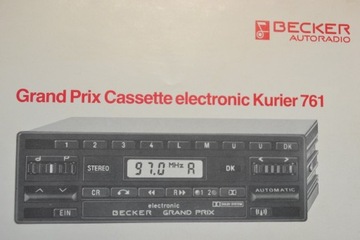 BECKER
AUTORADIO
Grand Prix Cassette electronic Kurier 761
1 2 3 4 L M U U DK
STEREO 97.0 MHz A DK
CR R AUTOMATIC
EIN electronic
BECKER GRAND PRIX